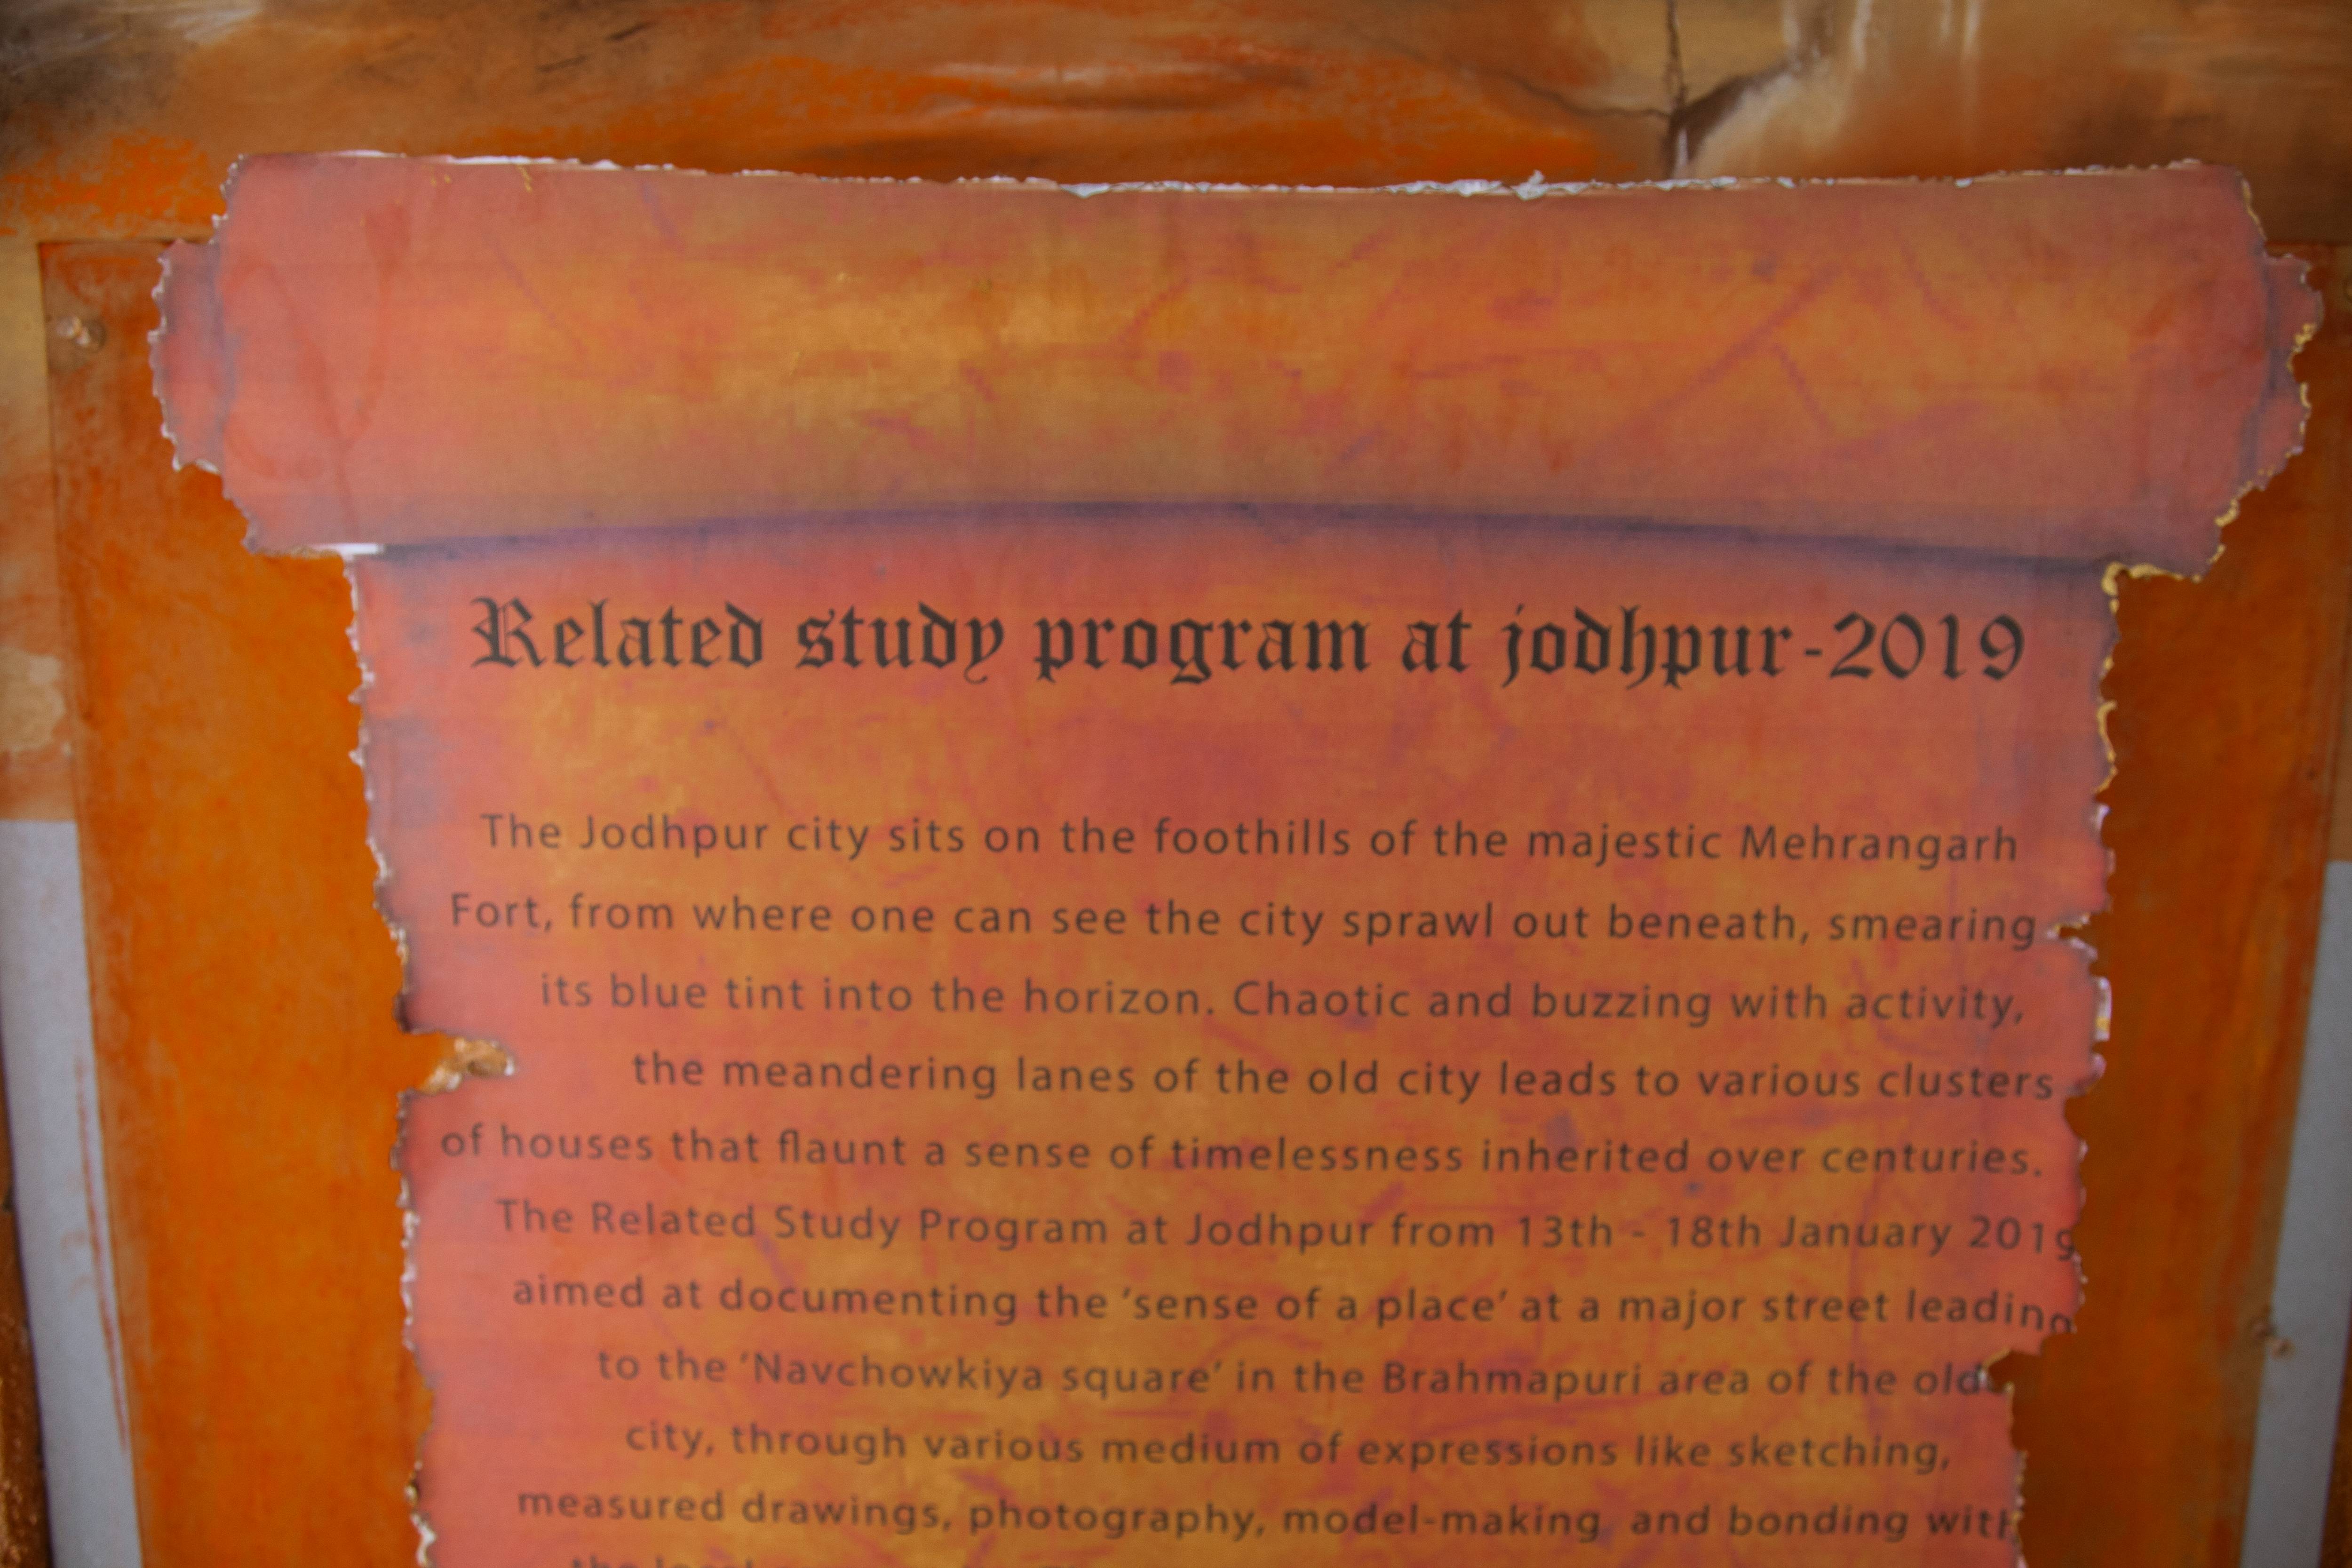 Related study program at jodhpur-2019
The Jodhpur city sits on the foothills of the majestic Mehrangarh
Fort, from where one can see the city sprawl out beneath, smearing
its blue tint into the horizon. Chaotic and buzzing with activity,
the meandering lanes of the old city leads to various clusters
of houses that flaunt a sense of timelessness inherited over centuries.
The Related Study Program at Jodhpur from 13th - 18th January 2019
aimed at documenting the ‘sense of a place’ at a major street leading
to the ‘Navchowkiya square’ in the Brahmapuri area of the old
city, through various medium of expressions like sketching,
measured drawings, photography, model-making and bonding with